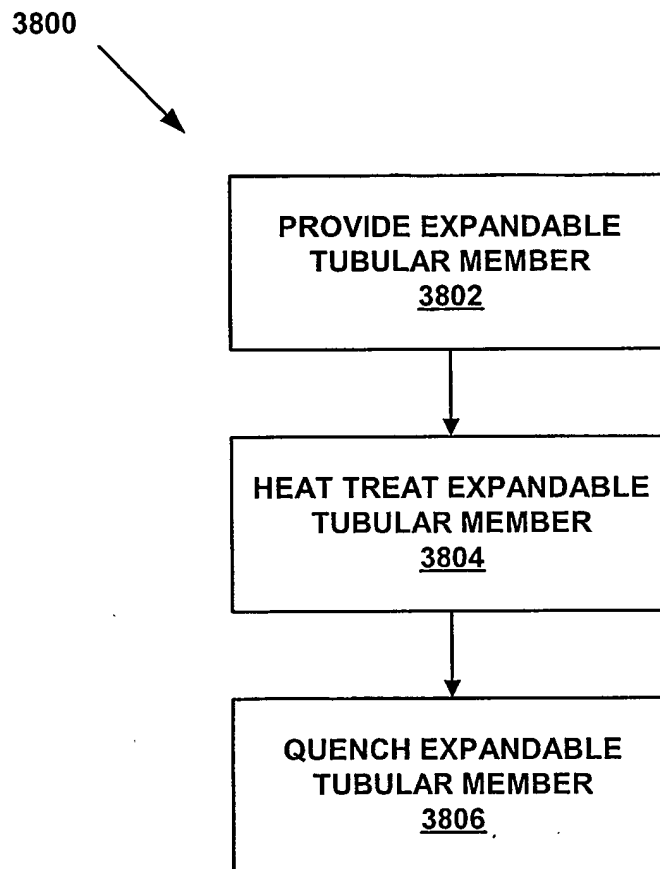 3800
PROVIDE EXPANDABLE
TUBULAR MEMBER
3802
HEAT TREAT EXPANDABLE
TUBULAR MEMBER
3804
QUENCH EXPANDABLE
TUBULAR MEMBER
3806